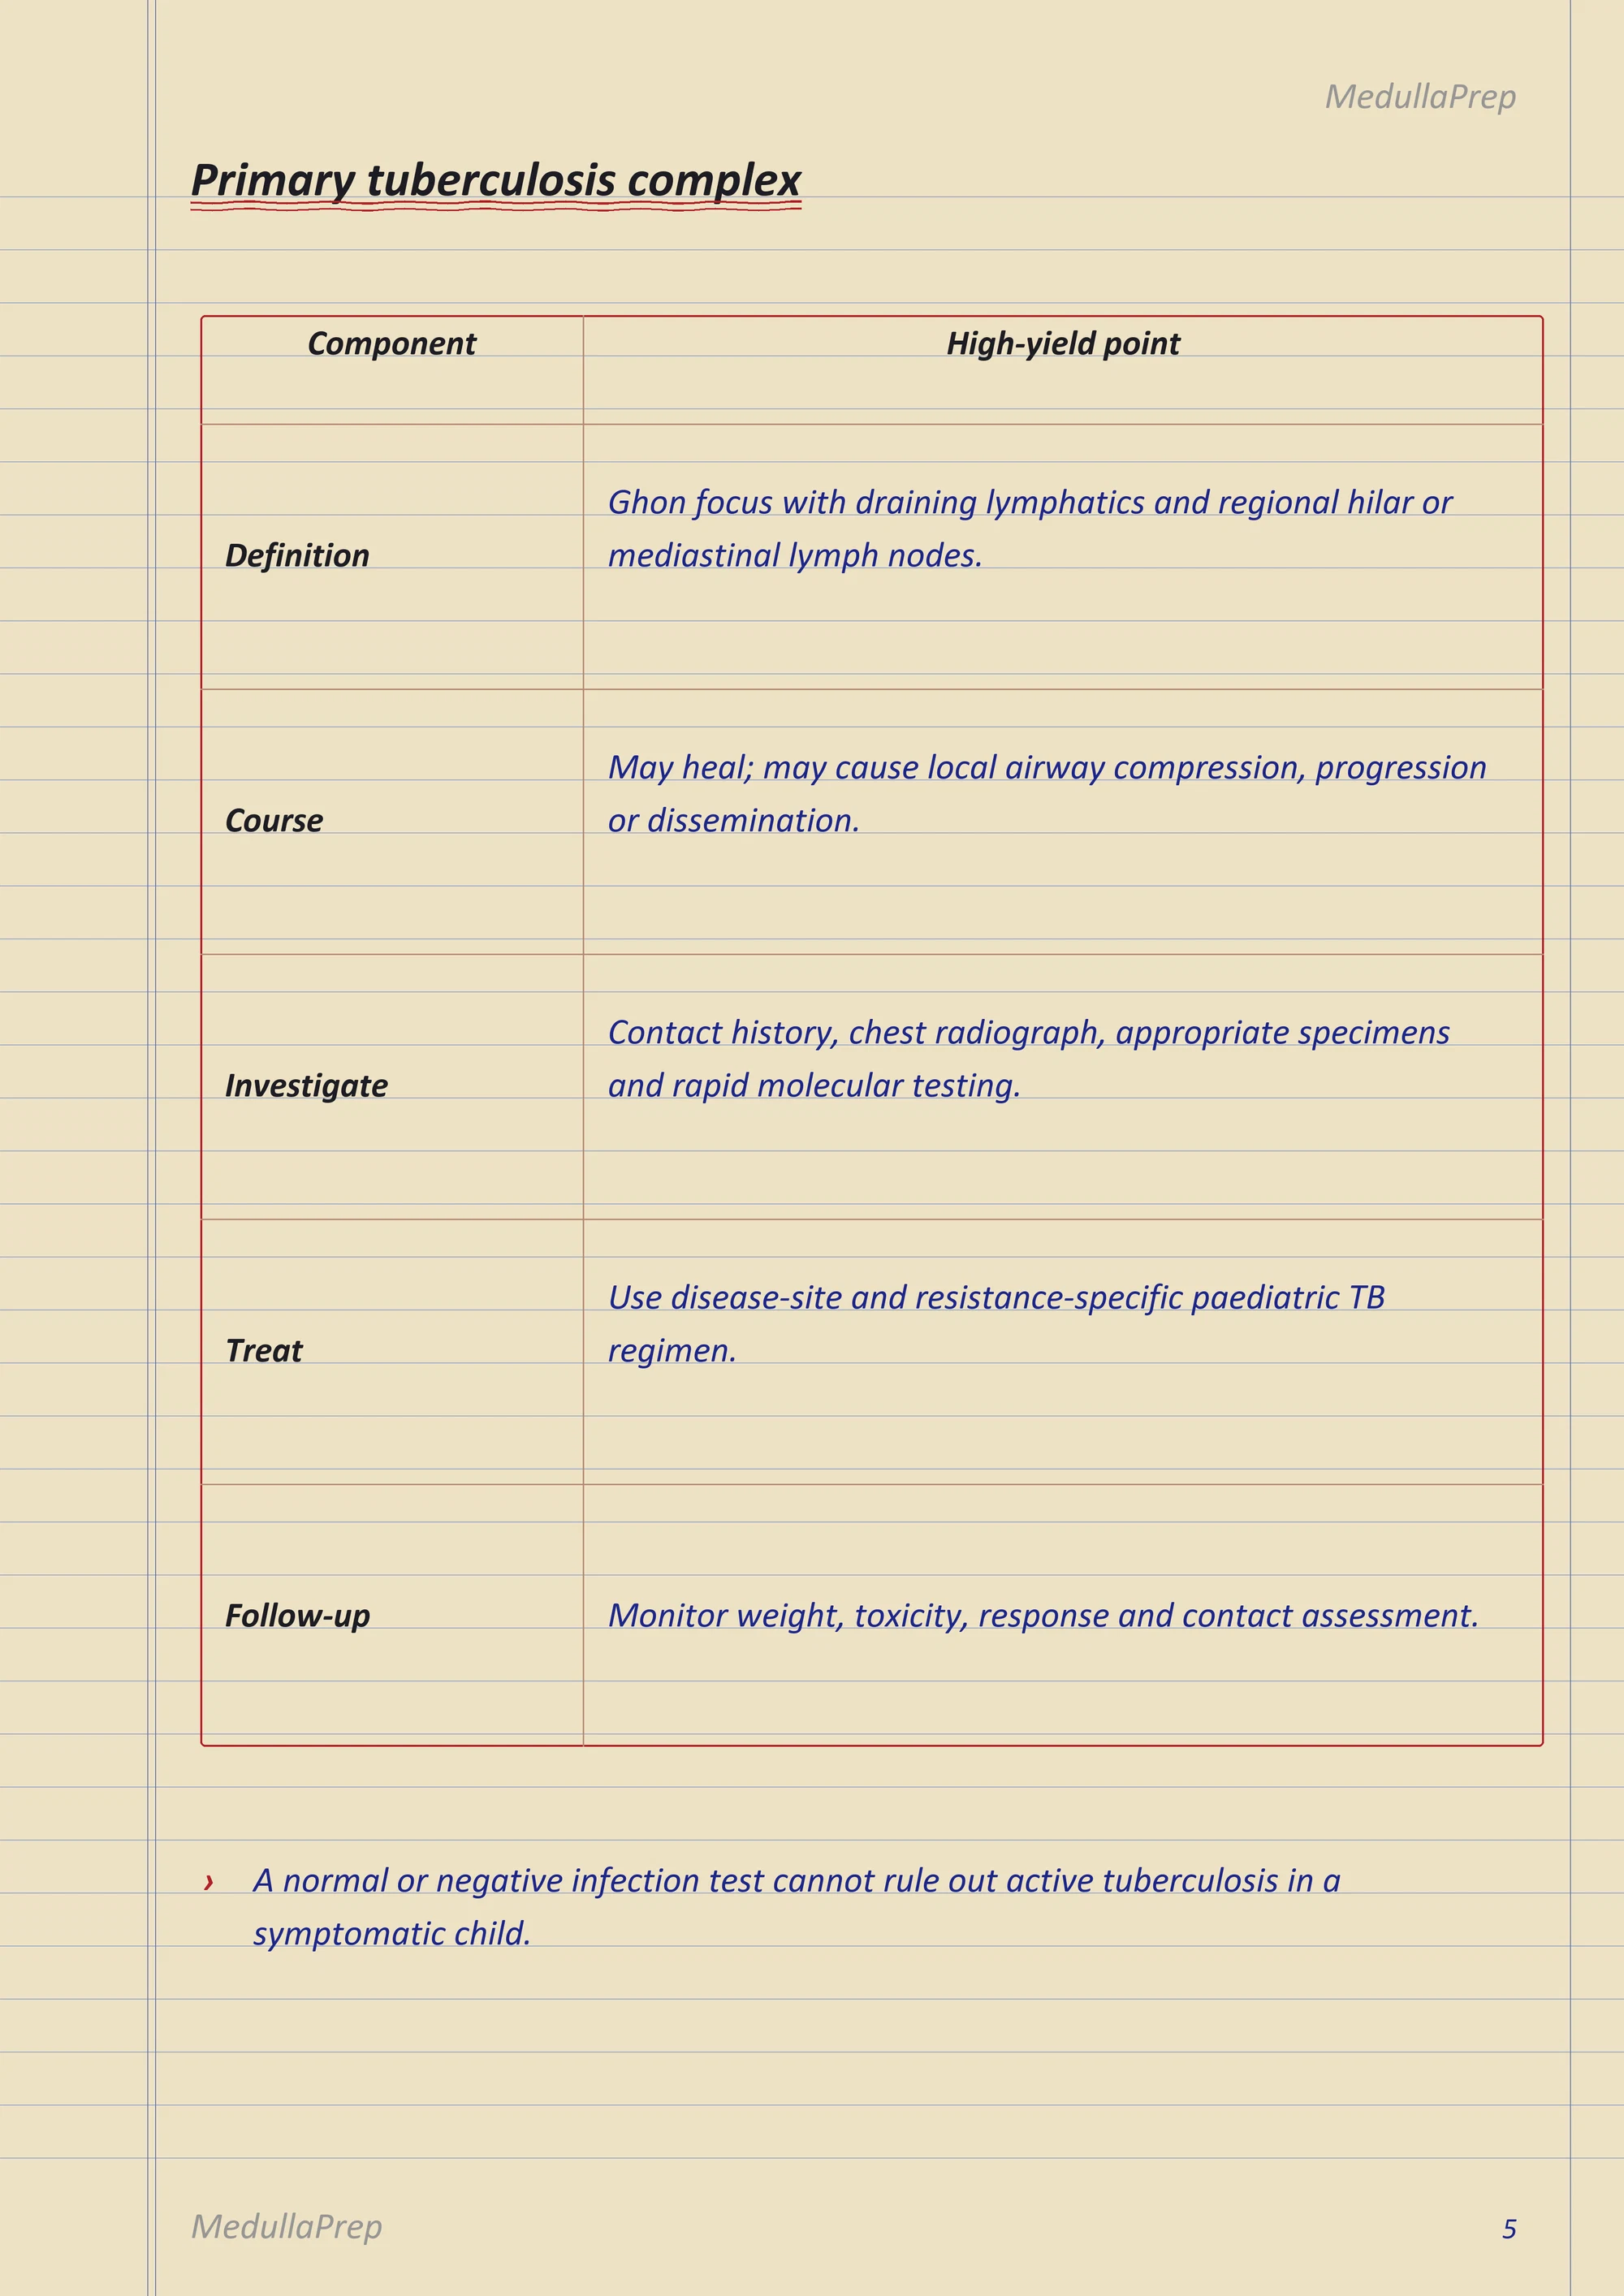 MedullaPrep
Primary tuberculosis complex
Component
High-yield point
Definition
Ghon focus with draining lymphatics and regional hilar or
mediastinal lymph nodes.
Course
May heal; may cause local airway compression, progression
or dissemination.
Investigate
Contact history, chest radiograph, appropriate specimens
and rapid molecular testing.
Treat
Use disease-site and resistance-specific paediatric TB
regimen.
Follow-up
Monitor weight, toxicity, response and contact assessment.
› A normal or negative infection test cannot rule out active tuberculosis in a
symptomatic child.
MedullaPrep
5